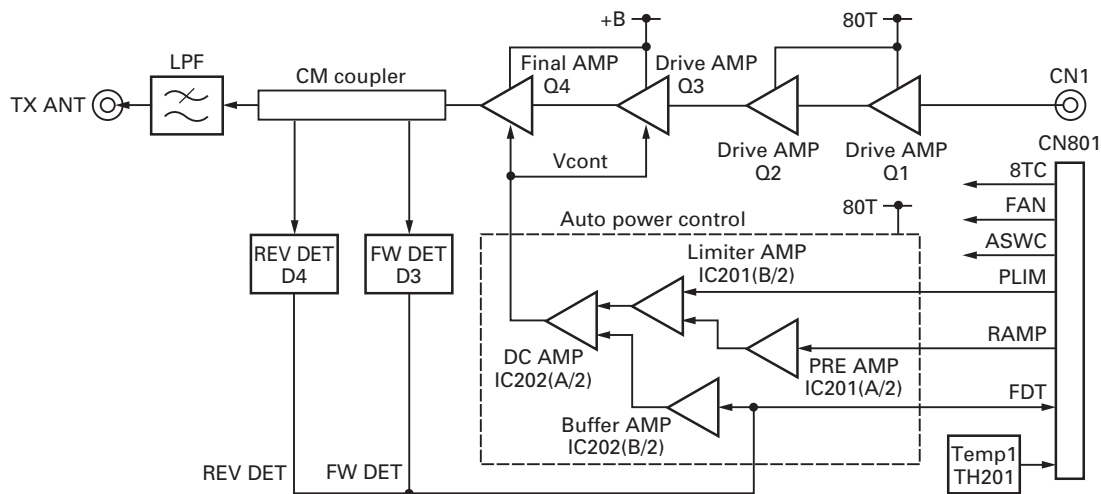 +B
80T
LPF
CM coupler
Final AMP
Q4
Drive AMP
Q3
CN1
TX ANT
Vcont
Drive AMP
Q2
Drive AMP
Q1
CN801
8TC
80T
FAN
Auto power control
ASWC
REV DET
D4
FW DET
D3
Limiter AMP
IC201(B/2)
PLIM
RAMP
DC AMP
IC202(A/2)
PRE AMP
IC201(A/2)
FDT
Buffer AMP
IC202(B/2)
REV DET
FW DET
Temp1
TH201